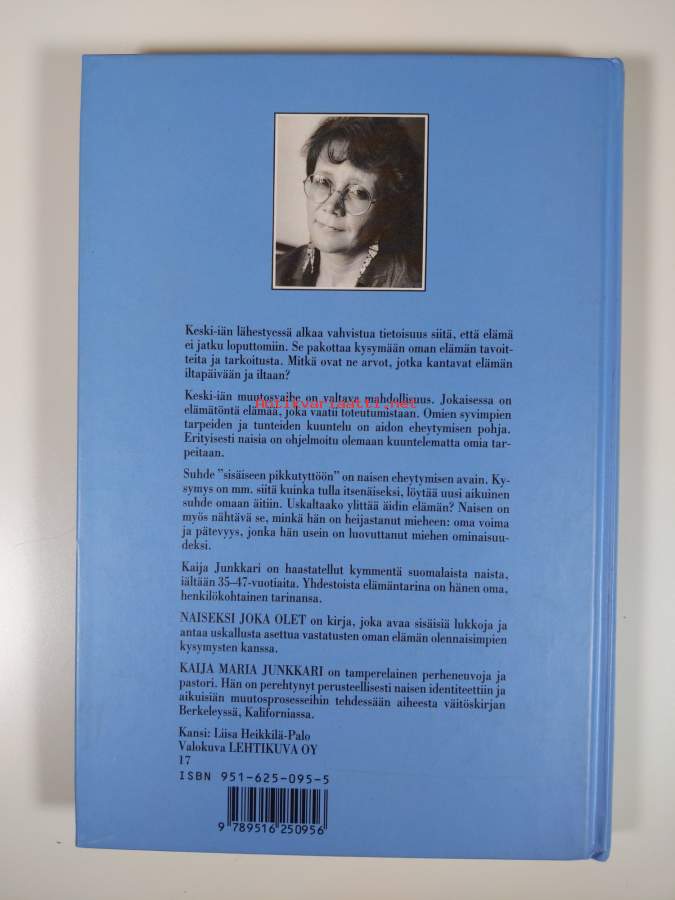 Keski-iän lähestyessä alkaa vahvistua tietoisuus siitä, että elämä
ei jatku loputtomiin. Se pakottaa kysymään oman elämän tavoit-
teita ja tarkoitusta. Mitkä ovat ne arvot, jotka kantavat elämän
iltapäivään ja iltaan?
Keski-iän muutosvaihe on valtava mahdollisuus. Jokaisessa on
Antikvariaatti.net
elämätöntä elämää, joka vaatii toteutumistaan. Omien syvimpien
tarpeiden ja tunteiden kuuntelu on aidon eheytymisen pohja.
Erityisesti naisia on ohjelmoitu olemaan kuuntelematta omia tar-
peitaan.
Suhde "sisäiseen pikkutyttöön" on naisen eheytymisen avain. Ky-
symys on mm. siitä kuinka tulla itsenäiseksi, löytää uusi aikuinen
suhde omaan äitiin. Uskaltaako ylittää äidin elämän? Naisen on
myös nähtävä se, minkä hän on heijastanut mieheen: oma voima
ja pätevyys, jonka hän usein on luovuttanut miehen ominaisuu-
deksi.
Kaija Junkkari on haastatellut kymmentä suomalaista naista,
iältään 35–47-vuotiaita. Yhdestoista elämäntarina on hänen oma,
henkilökohtainen tarinansa.
NAISEKSI JOKA OLET on kirja, joka avaa sisäisiä lukkoja ja
antaa uskallusta asettua vastatusten oman elämän olennaisimpien
kysymysten kanssa.
KAIJA MARIA JUNKKARI on tamperelainen perheneuvoja ja
pastori. Hän on perehtynyt perusteellisesti naisen identiteettiin ja
aikuisiän muutosprosesseihin tehdessään aiheesta väitöskirjan
Berkeleyssä, Kaliforniassa.
Kansi: Liisa Heikkilä-Palo
Valokuva LEHTIKUVA OY
17
ISBN 951-625-095-5
9 789516 250956